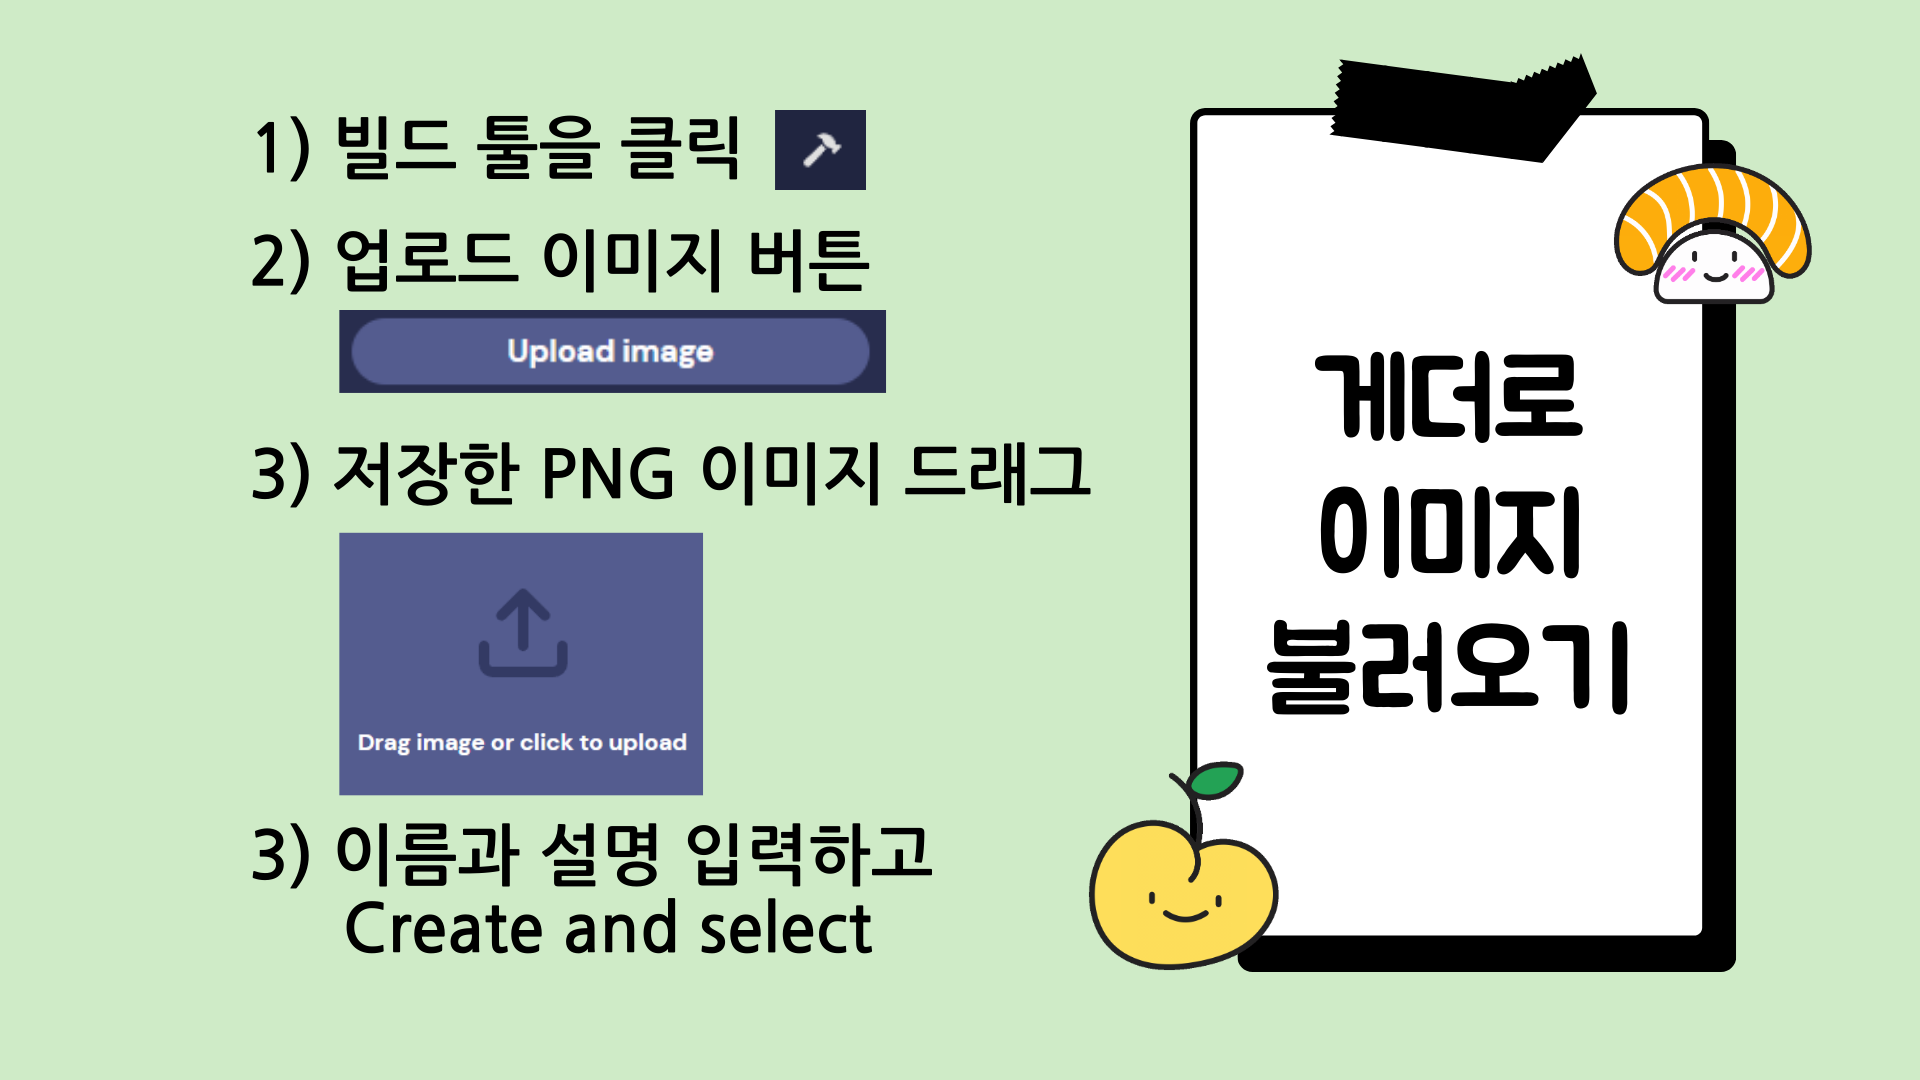 1) 빌드 툴을 클릭
2) 업로드 이미지 버튼
Upload image
3) 저장한 PNG 이미지 드래그
Drag image or click to upload
3) 이름과 설명 입력하고
Create and select
게더로
이미지
불러오기